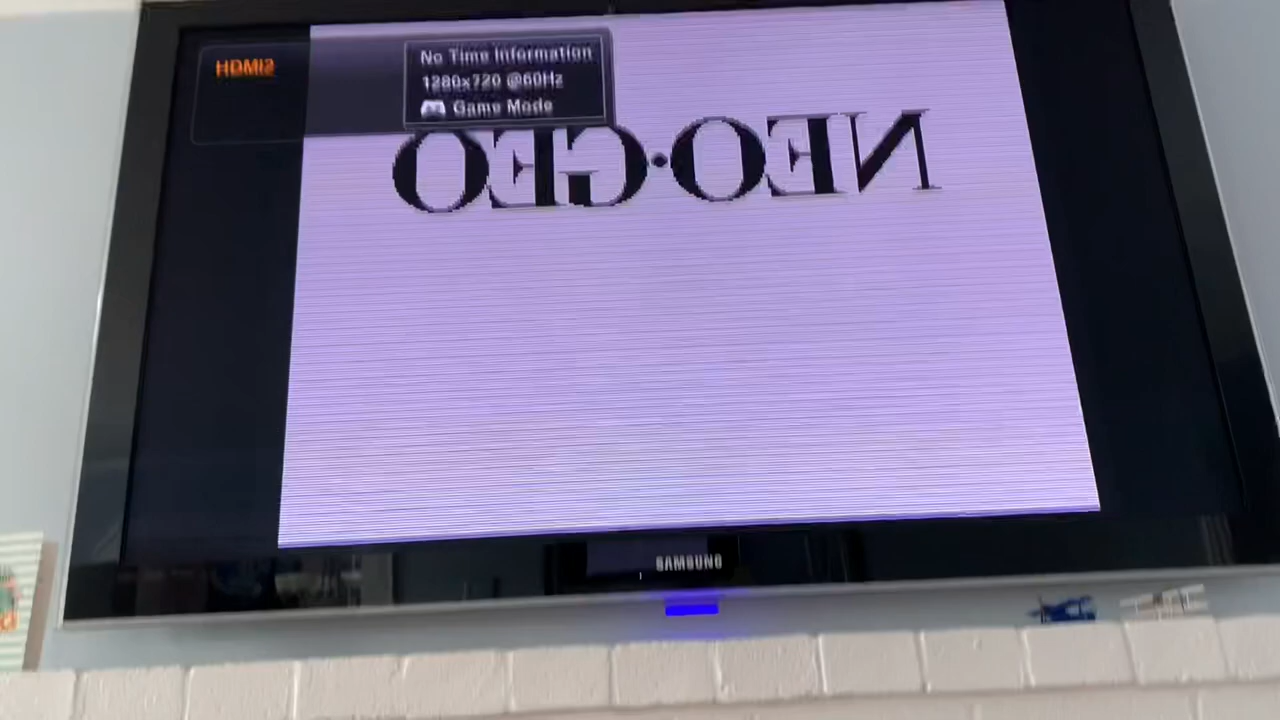 HDMI2
No Time Information
1280x720 @60Hz
Game Mode
NEO·GEO
SAMSUNG